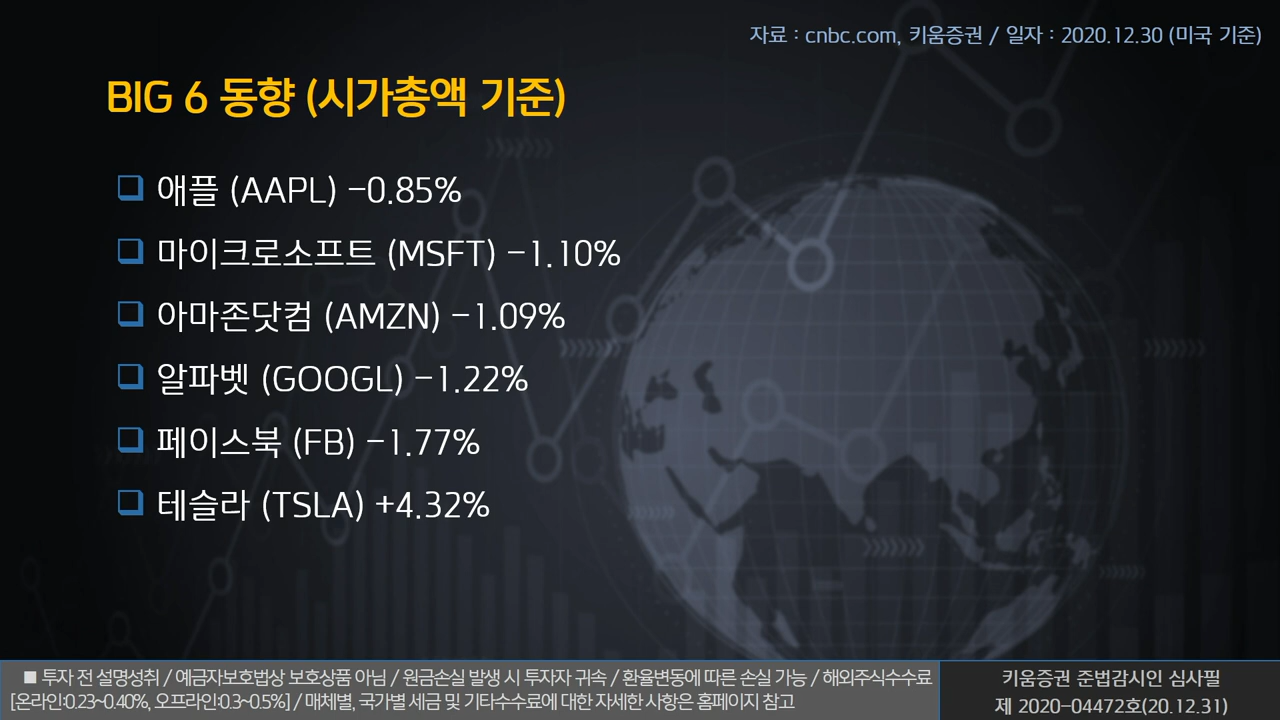 자료 : cnbc.com, 키움증권 / 일자 : 2020.12.30 (미국 기준)
BIG 6 동향 (시가총액 기준)
❑ 애플 (AAPL) -0.85%
❑ 마이크로소프트 (MSFT) -1.10%
❑ 아마존닷컴 (AMZN) -1.09%
❑ 알파벳 (GOOGL) -1.22%
❑ 페이스북 (FB) -1.77%
❑ 테슬라 (TSLA) +4.32%
■ 투자 전 설명성취 / 예금자보호법상 보호상품 아님 / 원금손실 발생 시 투자자 귀속 / 환율변동에 따른 손실 가능 / 해외주식수수료
[온라인:0.23~0.40%, 오프라인:0.3~0.5%] / 매체별, 국가별 세금 및 기타수수료에 대한 자세한 사항은 홈페이지 참고
키움증권 준법감시인 심사필
제 2020-04472호(20.12.31)